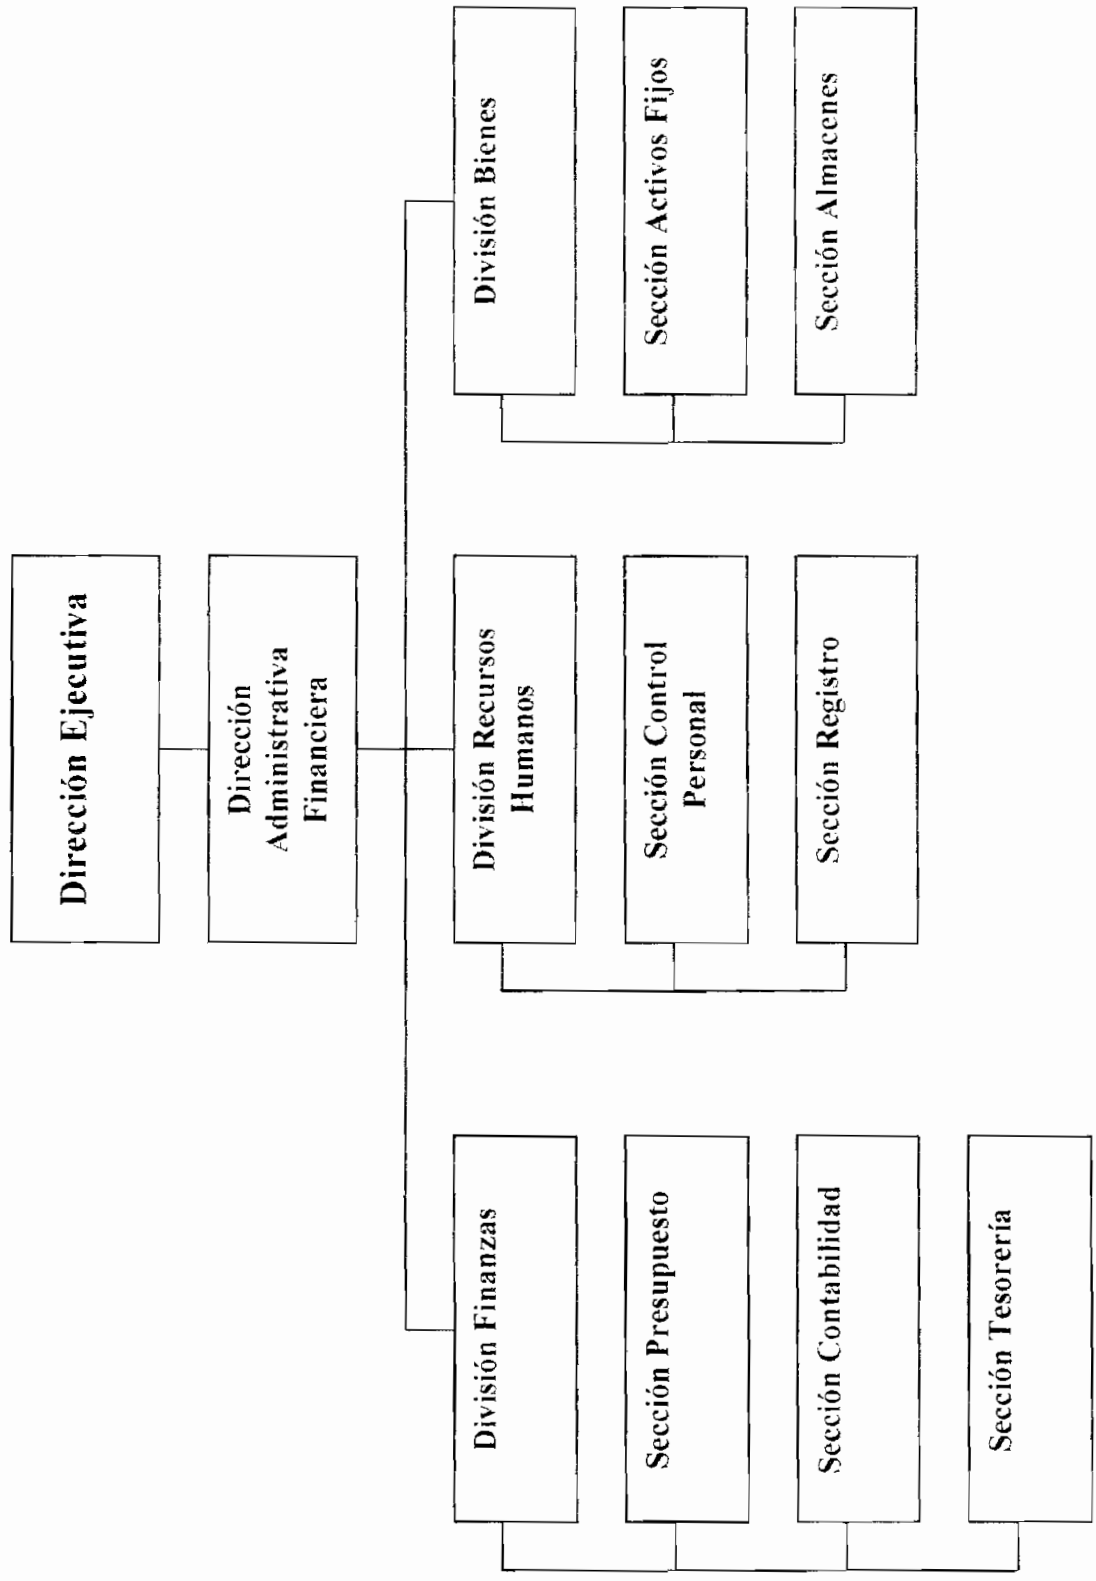 Dirección Ejecutiva
Dirección
Administrativa
Financiera
División Finanzas
Sección Presupuesto
Sección Contabilidad
Sección Tesorería
División Recursos
Humanos
Sección Control
Personal
Sección Registro
División Bienes
Sección Activos Fijos
Sección Almacenes